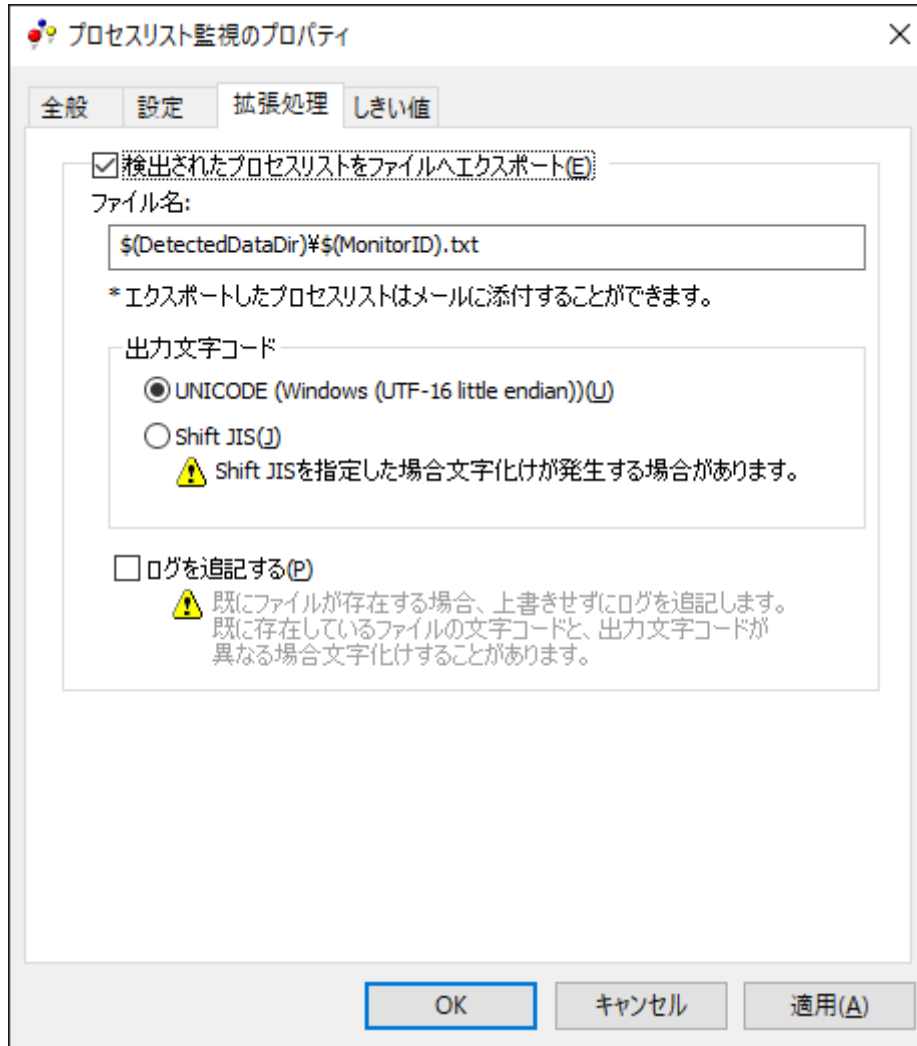 プロセスリスト監視のプロパティ
全般 設定 拡張処理 しきい値
検出されたプロセスリストをファイルへエクスポート(E)
ファイル名:
$(DetectedDataDir)¥$(MonitorID).txt
*エクスポートしたプロセスリストはメールに添付することができます。
出力文字コード
UNICODE (Windows (UTF-16 little endian))(U)
Shift JIS(J)
Shift JISを指定した場合文字化けが発生する場合があります。
ログを追記する(P)
既にファイルが存在する場合、上書きせずにログを追記します。
既に存在しているファイルの文字コードと、出力文字コードが
異なる場合文字化けすることがあります。
OK キャンセル 適用(A)